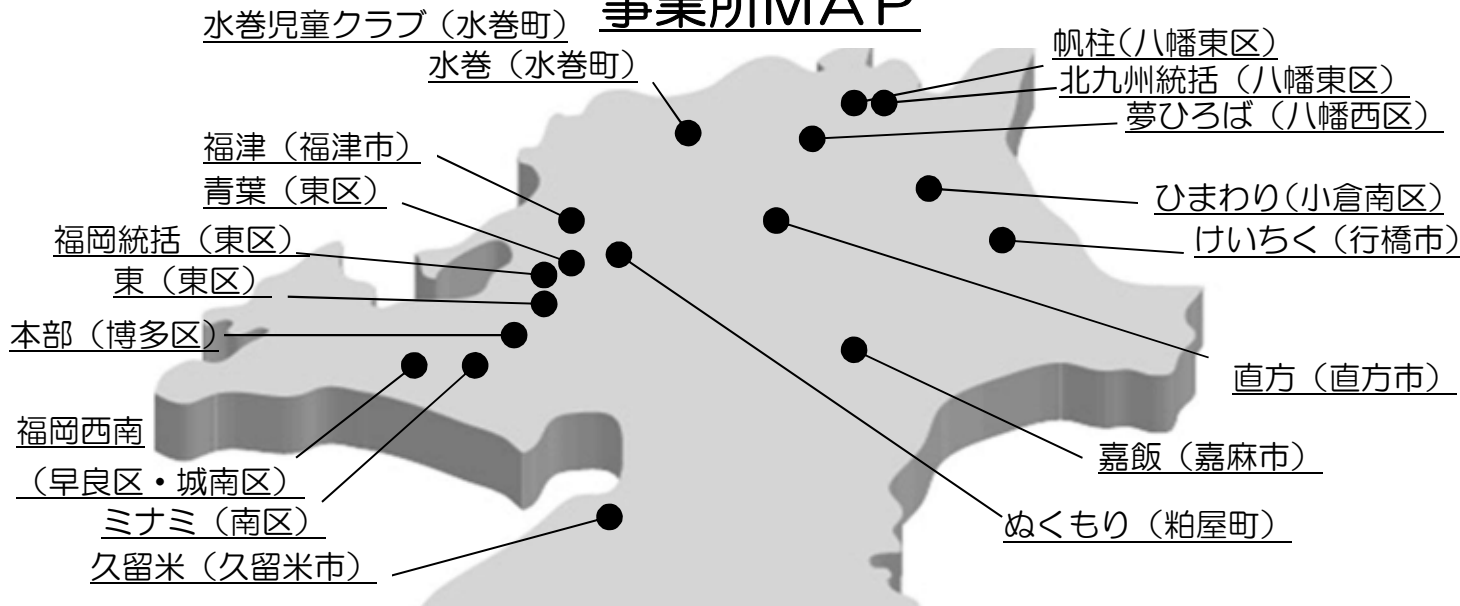 事業所MAP
水巻児童クラブ（水巻町）
水巻（水巻町）
福津（福津市）
青葉（東区）
福岡統括（東区）
東（東区）
本部（博多区）
福岡西南
（早良区・城南区）
ミナミ（南区）
久留米（久留米市）
帆柱(八幡東区）
北九州統括（八幡東区）
夢ひろば（八幡西区）
ひまわり(小倉南区）
けいちく（行橋市）
直方（直方市）
嘉飯（嘉麻市）
ぬくもり（粕屋町）